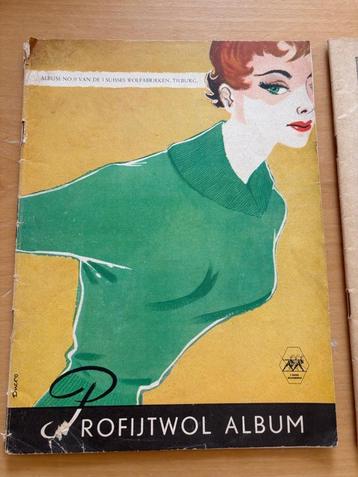 ALBUM NO. 11 VAN DE 3 SUISSES WOLFABRIEKEN, TILBURG.
PROFIJTWOL ALBUM